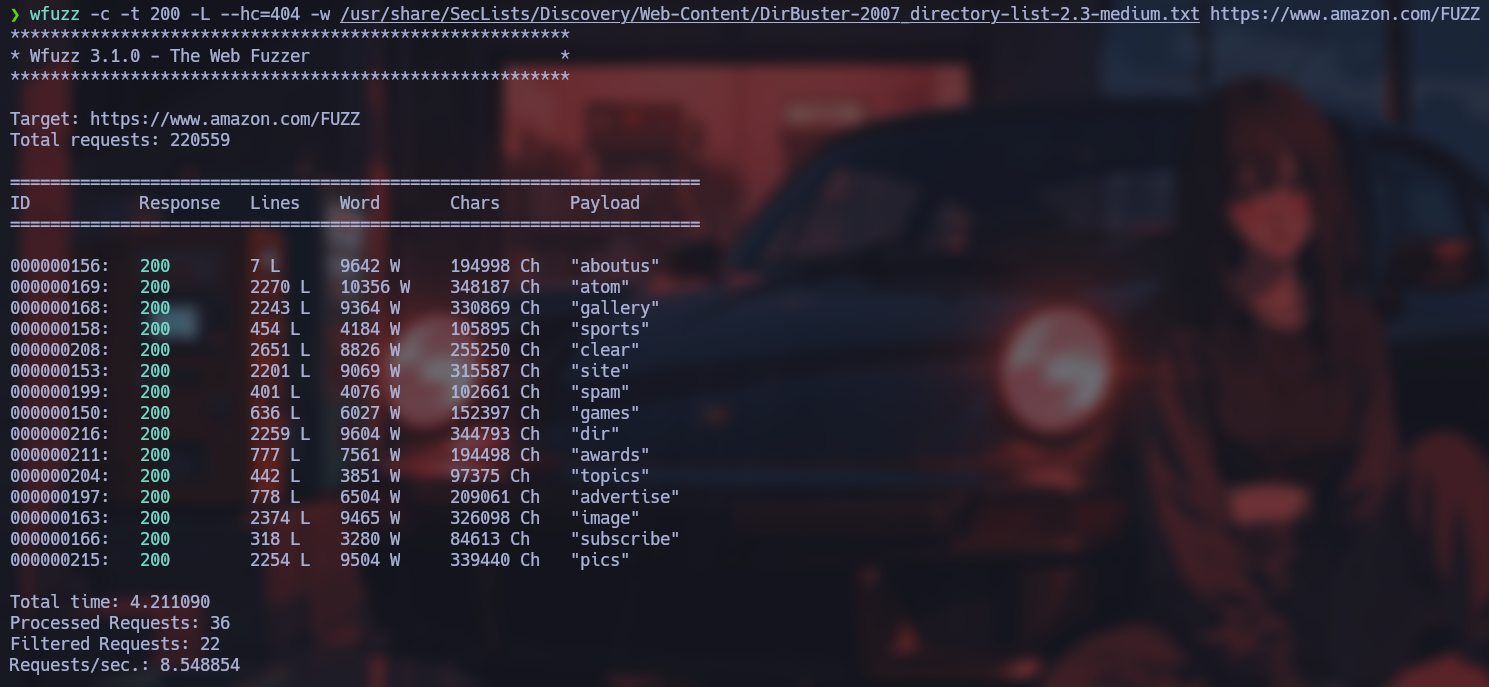 ❯ wfuzz -c -t 200 -L --hc=404 -w /usr/share/SecLists/Discovery/Web-Content/DirBuster-2007_directory-list-2.3-medium.txt https://www.amazon.com/FUZZ
********************************************************
* Wfuzz 3.1.0 - The Web Fuzzer                         *
********************************************************
Target: https://www.amazon.com/FUZZ
Total requests: 220559
=====================================================================
ID           Response   Lines    Word       Chars       Payload
=====================================================================
000000156:   200        7 L      9642 W     194998 Ch   "aboutus"
000000169:   200        2270 L   10356 W    348187 Ch   "atom"
000000168:   200        2243 L   9364 W     330869 Ch   "gallery"
000000158:   200        454 L    4184 W     105895 Ch   "sports"
000000208:   200        2651 L   8826 W     255250 Ch   "clear"
000000153:   200        2201 L   9069 W     315587 Ch   "site"
000000199:   200        401 L    4076 W     102661 Ch   "spam"
000000150:   200        636 L    6027 W     152397 Ch   "games"
000000216:   200        2259 L   9604 W     344793 Ch   "dir"
000000211:   200        777 L    7561 W     194498 Ch   "awards"
000000204:   200        442 L    3851 W     97375 Ch    "topics"
000000197:   200        778 L    6504 W     209061 Ch   "advertise"
000000163:   200        2374 L   9465 W     326098 Ch   "image"
000000166:   200        318 L    3280 W     84613 Ch    "subscribe"
000000215:   200        2254 L   9504 W     339440 Ch   "pics"
Total time: 4.211090
Processed Requests: 36
Filtered Requests: 22
Requests/sec.: 8.548854